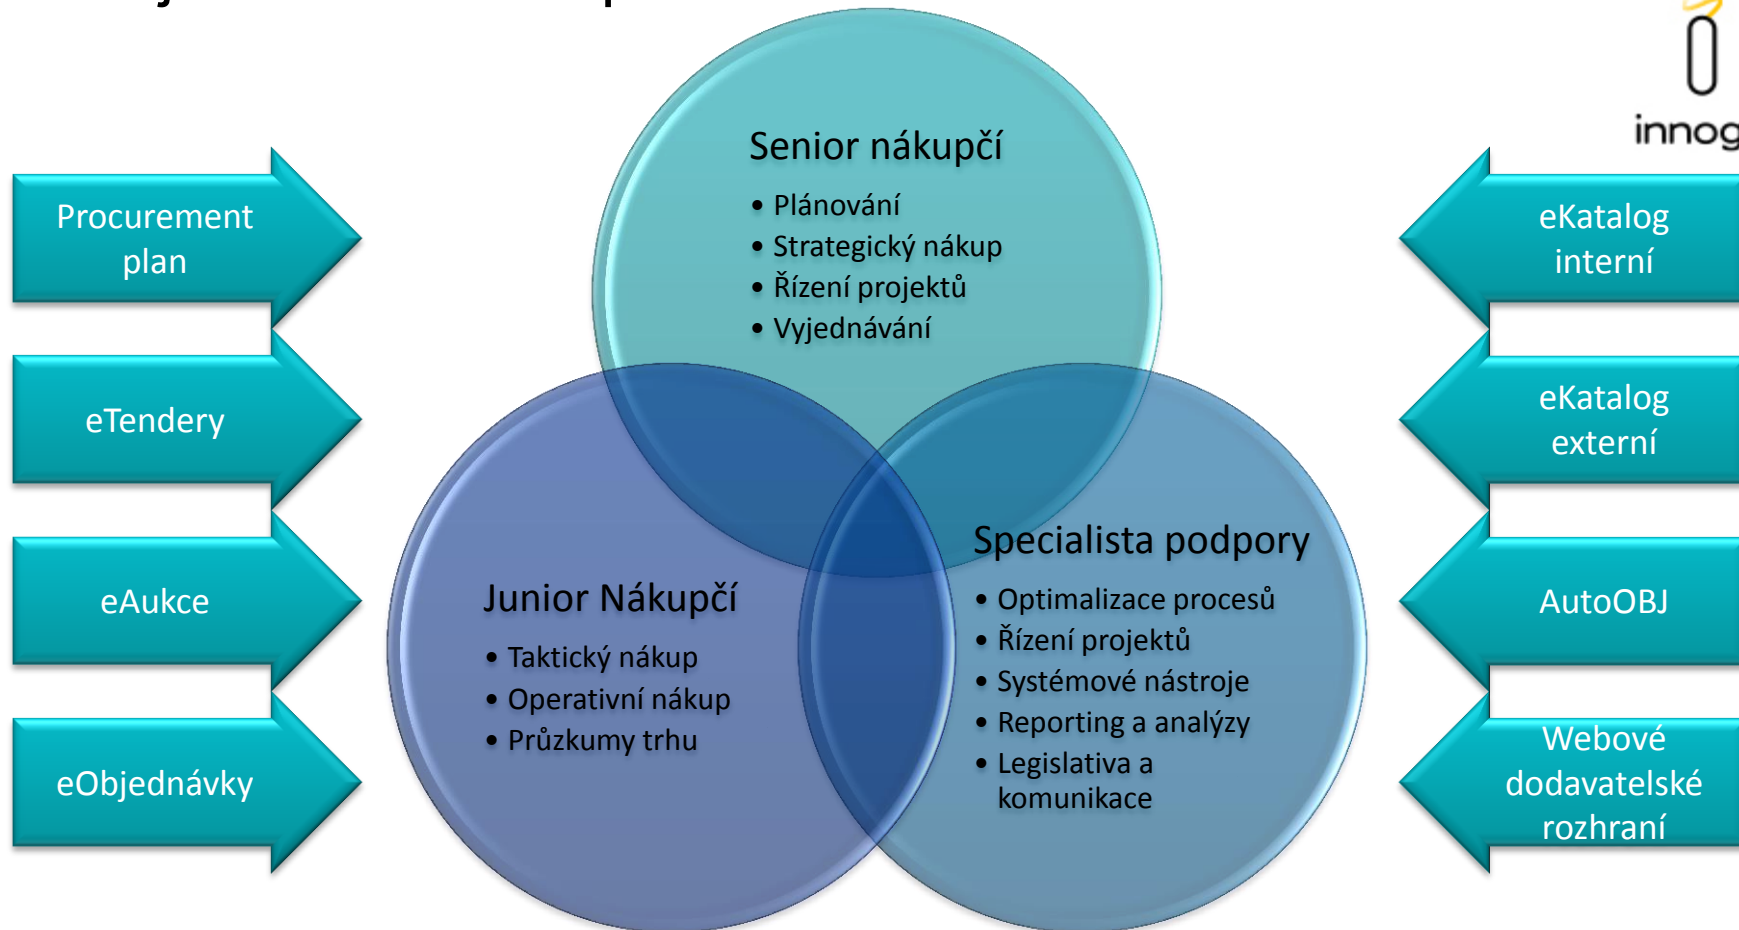 innog
Procurement
plan
eTendery
eAukce
eObjednávky
Senior nákupčí
• Plánování
• Strategický nákup
• Řízení projektů
• Vyjednávání
Junior Nákupčí
• Taktický nákup
• Operativní nákup
• Průzkumy trhu
Specialista podpory
• Optimalizace procesů
• Řízení projektů
• Systémové nástroje
• Reporting a analýzy
• Legislativa a
komunikace
eKatalog
interní
eKatalog
externí
AutoOBJ
Webové
dodavatelské
rozhraní